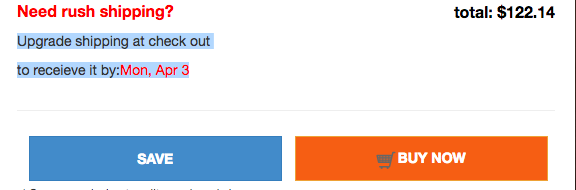 Need rush shipping?
total: $122.14
Upgrade shipping at check out
to receieve it by:Mon, Apr 3
SAVE
BUY NOW